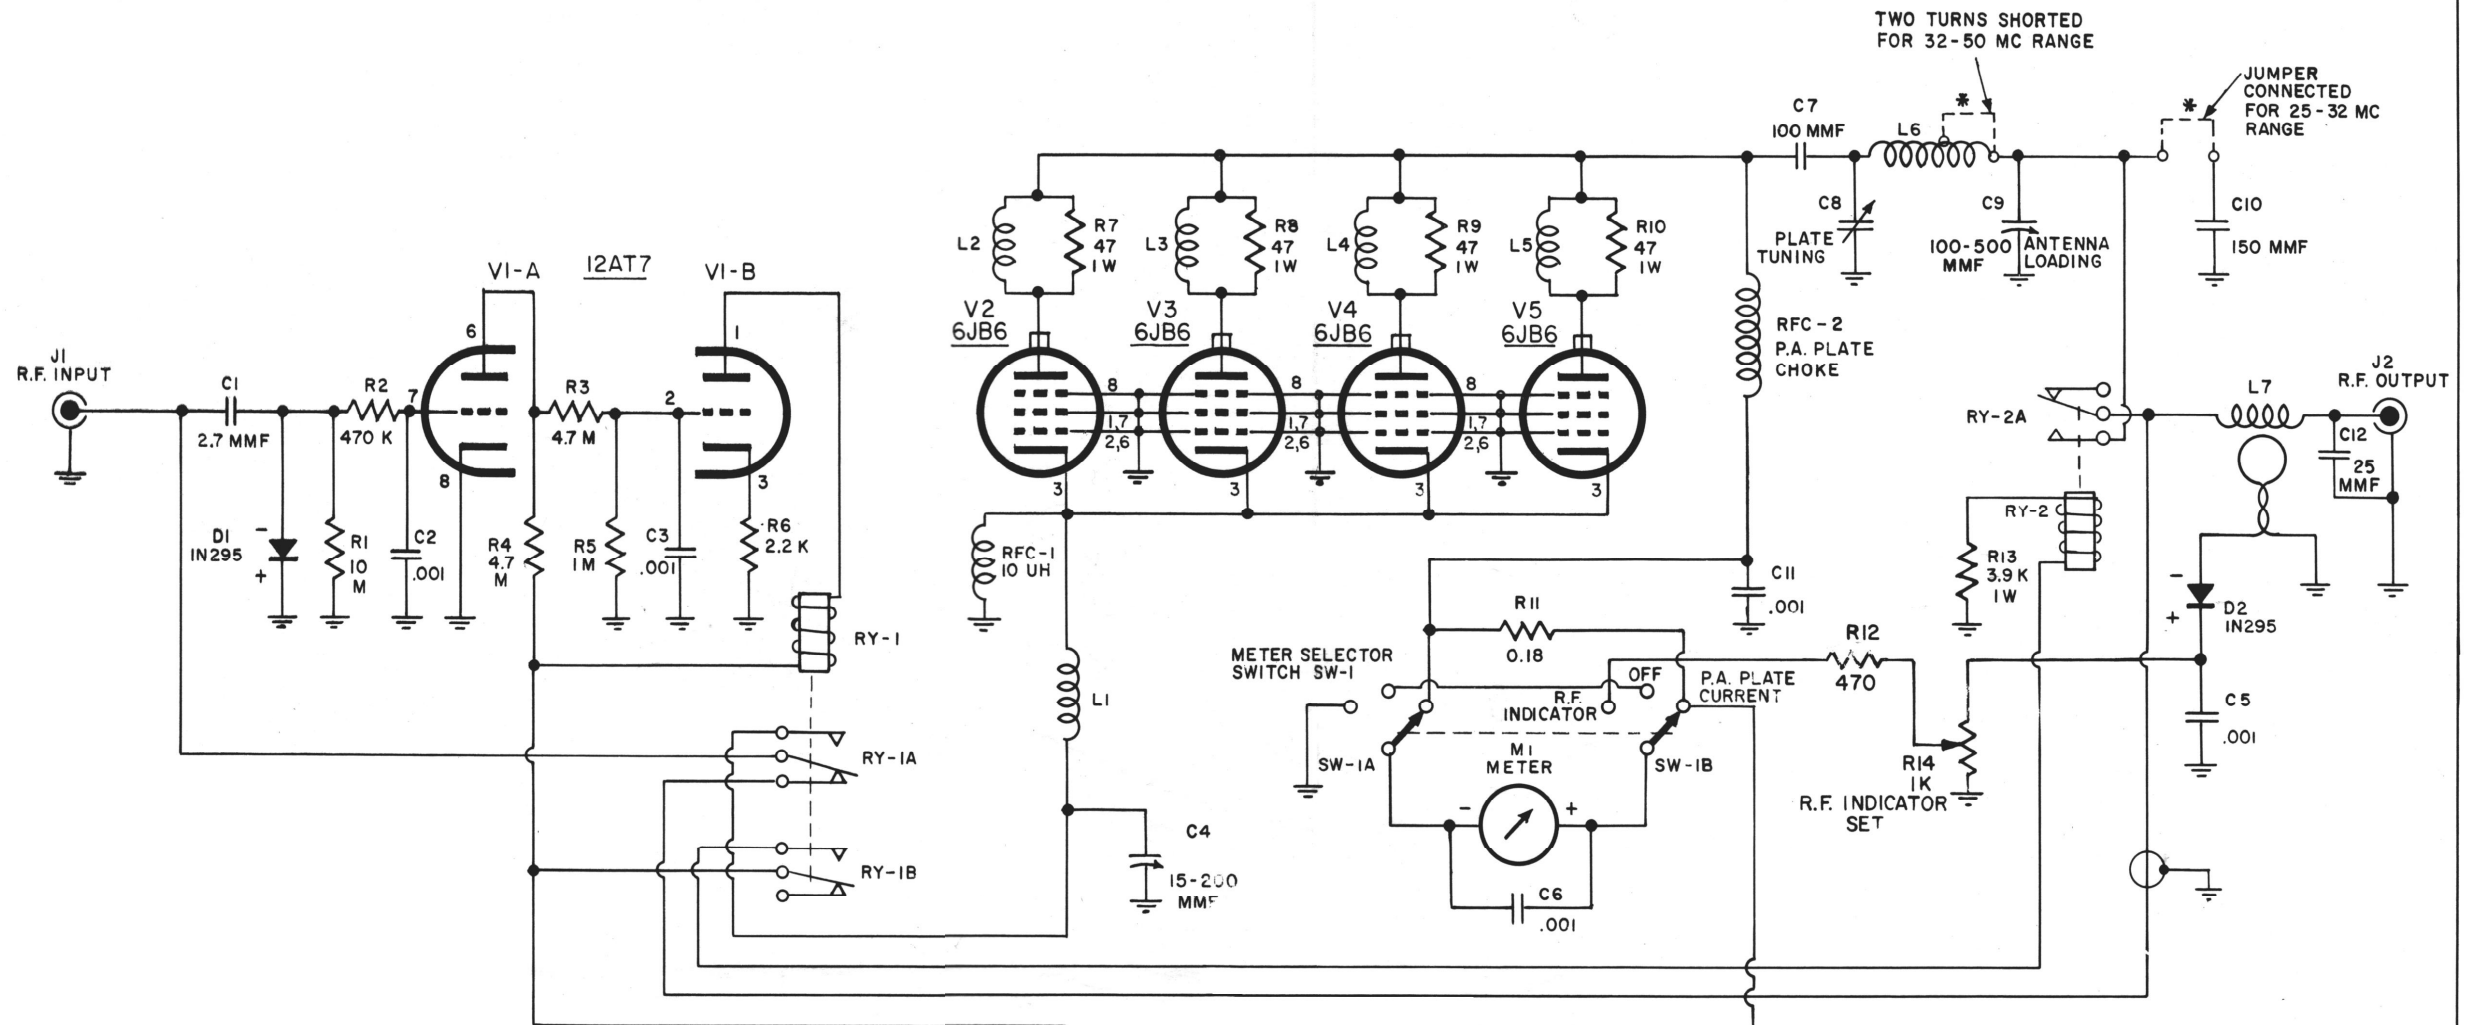 TWO TURNS SHORTED
FOR 32-50 MC RANGE
JUMPER
CONNECTED
FOR 25-32 MC
RANGE
*
*
C7
100 MMF
L6
C8
PLATE
TUNING
C9
100-500
MMF
ANTENNA
LOADING
C10
150 MMF
L2
R7
47
1W
L3
R8
47
1W
L4
R9
47
1W
L5
R10
47
1W
V1-A
12AT7
V1-B
V2
6JB6
V3
6JB6
V4
6JB6
V5
6JB6
RFC-2
P.A. PLATE
CHOKE
J1
R.F. INPUT
C1
2.7 MMF
R2
470 K
7
6
8
R3
4.7 M
2
1
3
8
1,7
2,6
8
1,7
2,6
8
1,7
2,6
3
3
3
3
RY-2A
L7
J2
R.F. OUTPUT
C12
25
MMF
D1
1N295
-
+
R1
10
M
C2
.001
R4
4.7
M
R5
1M
C3
.001
R6
2.2 K
RFC-1
10 UH
RY-2
R13
3.9 K
1W
-
+
D2
1N295
C11
.001
R11
0.18
R12
470
RY-1
L1
METER SELECTOR
SWITCH SW-1
OFF
R.F.
INDICATOR
P.A. PLATE
CURRENT
C5
.001
RY-1A
SW-1A
M1
METER
SW-1B
-
+
R14
1K
R.F. INDICATOR
SET
C4
15-200
MMF
RY-1B
C6
.001